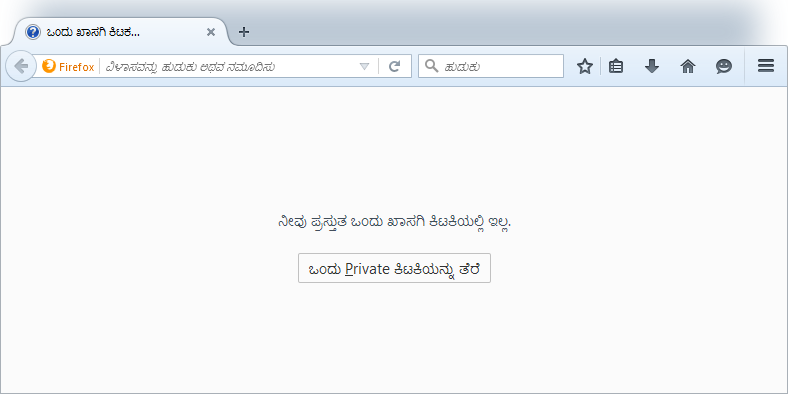 ಒಂದು ಖಾಸಗಿ ಕಿಟಕ...
Firefox ವಿಳಾಸವನ್ನು ಹುಡುಕು ಅಥವ ನಮೂದಿಸು ಹುಡುಕು
ನೀವು ಪ್ರಸ್ತುತ ಒಂದು ಖಾಸಗಿ ಕಿಟಕಿಯಲ್ಲಿ ಇಲ್ಲ.
ಒಂದು Private ಕಿಟಕಿಯನ್ನು ತೆರೆ